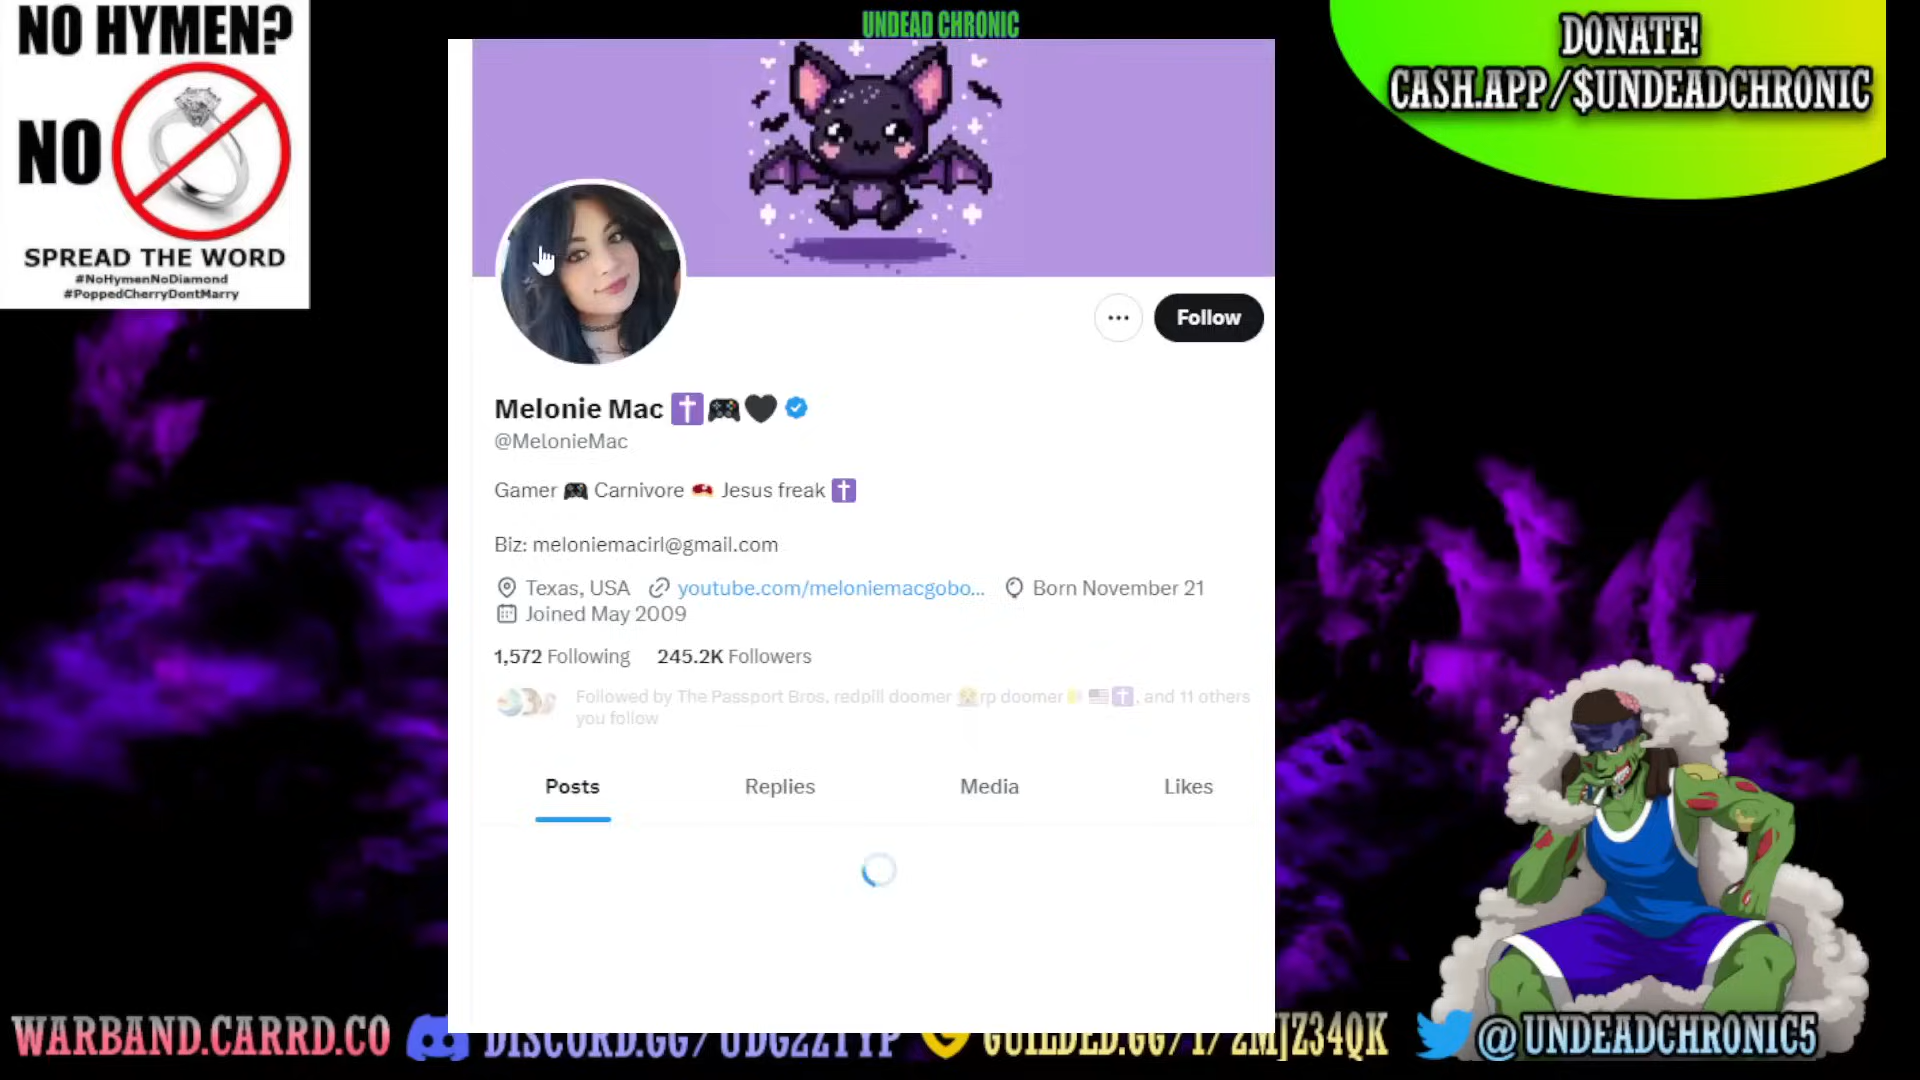 NO HYMEN?
NO
SPREAD THE WORD
#NoHymenNoDiamond
#PoppedCherryDontMarry
UNDEAD CHRONIC
DONATE!
CASH.APP/$UNDEADCHRONIC
Follow
Melonie Mac
@MelonieMac
Gamer Carnivore Jesus freak
Biz: meloniemacirl@gmail.com
Texas, USA youtube.com/meloniemacgobo... Born November 21
Joined May 2009
1,572 Following 245.2K Followers
Followed by The Passport Bros, redpill doomer rp doomer, and 11 others
you follow
Posts Replies Media Likes
WARBAND.CARRD.CO
@UNDEADCHRONIC5